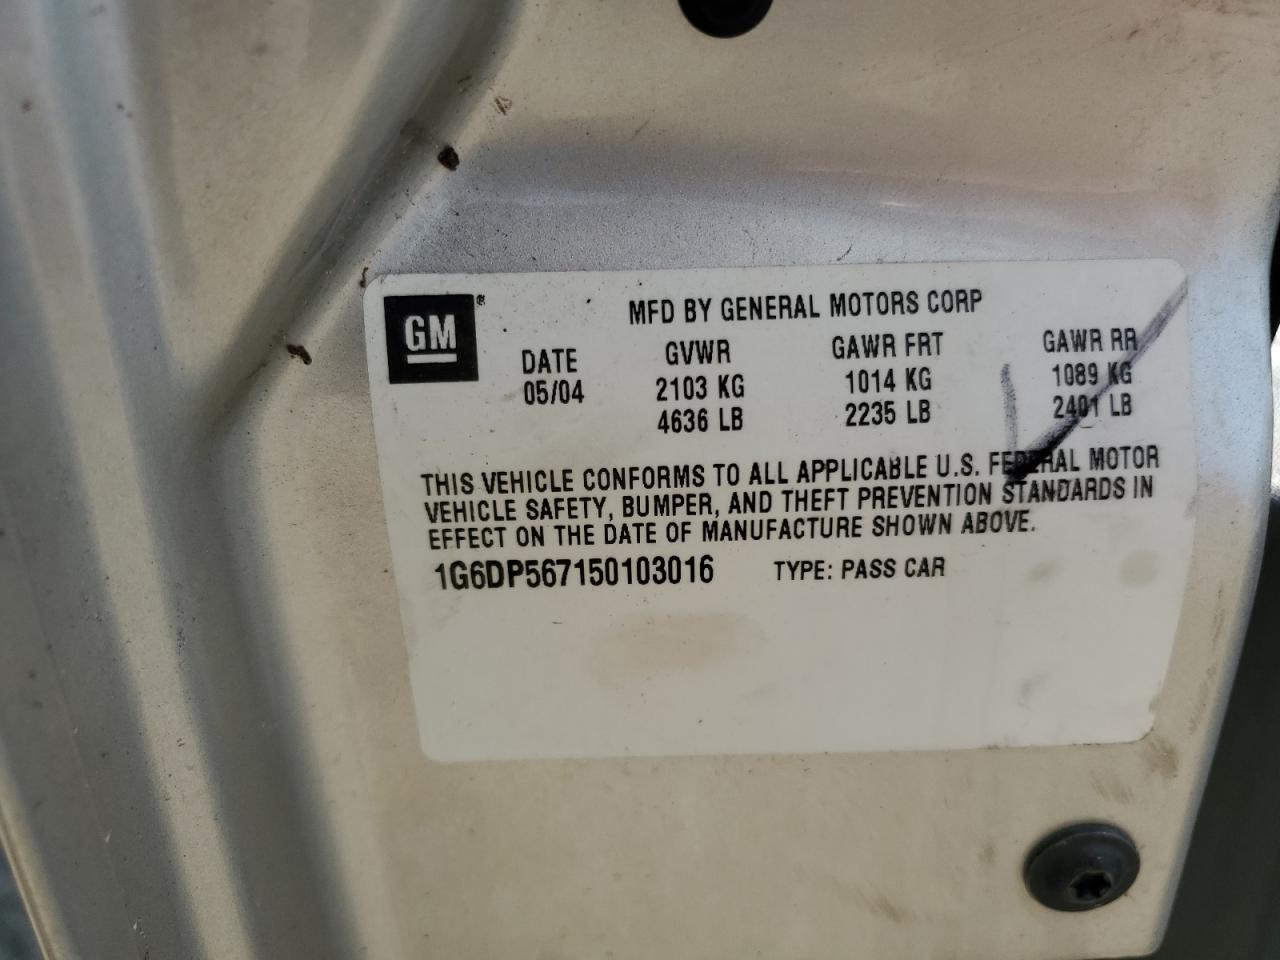 GM®
MFD BY GENERAL MOTORS CORP
DATE GVWR GAWR FRT GAWR RR
05/04 2103 KG 1014 KG 1089 KG
4636 LB 2235 LB 2401 LB
THIS VEHICLE CONFORMS TO ALL APPLICABLE U.S. FEDERAL MOTOR
VEHICLE SAFETY, BUMPER, AND THEFT PREVENTION STANDARDS IN
EFFECT ON THE DATE OF MANUFACTURE SHOWN ABOVE.
1G6DP567150103016 TYPE: PASS CAR